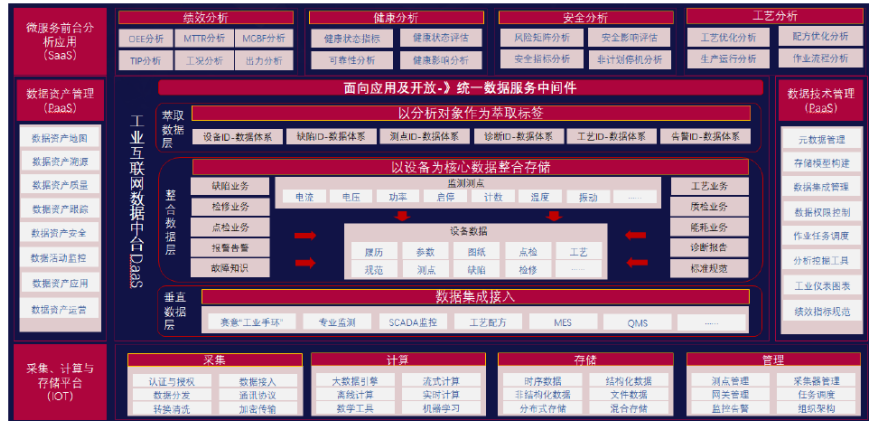 微服务前台分
析应用
(SaaS)
绩效分析
OEE分析 MTTR分析 MCBF分析
TIP分析 工况分析 出力分析
健康分析
健康状态指标 健康状态评估
可靠性分析 健康影响分析
安全分析
风险矩阵分析 安全影响评估
安全指标分析 非计划停机分析
工艺分析
工艺优化分析 配方优化分析
生产运行分析 作业流程分析
数据资产管理
(PaaS)
数据资产地图
数据资产溯源
数据资产质量
数据资产跟踪
数据资产安全
数据活动监控
数据资产应用
数据资产运营
工业互联网数据中台DaaS
面向应用及开放-》统一数据服务中间件
萃取
数据
层
以分析对象作为萃取标签
设备ID-数据体系 缺陷ID-数据体系 测点ID-数据体系 诊断ID-数据体系 工艺ID-数据体系 告警ID-数据体系
整合数据层
以设备为核心数据整合存储
缺陷业务
检修业务
点检业务
报警告警
故障知识
监测测点
电流 电压 功率 启停 计数 温度 振动 ......
设备数据
履历 参数 图纸 点检 工艺
规范 测点 缺陷 检修 ......
工艺业务
质检业务
能耗业务
诊断报告
标准规范
垂直
数据
层
数据集成接入
亮意“工业手环” 专业监测 SCADA监控 工艺配方 MES QMS ......
数据技术管理
(PaaS)
元数据管理
存储模型构建
数据集成管理
数据权限控制
作业任务调度
分析挖掘工具
工业仪表图表
绩效指标规范
采集、计算与
存储平台
(IOT)
采集
认证与授权 数据接入
数据分发 通讯协议
转换清洗 加密传输
计算
大数据引擎 流式计算
离线计算 实时计算
数学工具 机器学习
存储
时序数据 结构化数据
非结构化数据 文件数据
分布式存储 混合存储
管理
测点管理 采集器管理
网关管理 任务调度
监控告警 组织架构